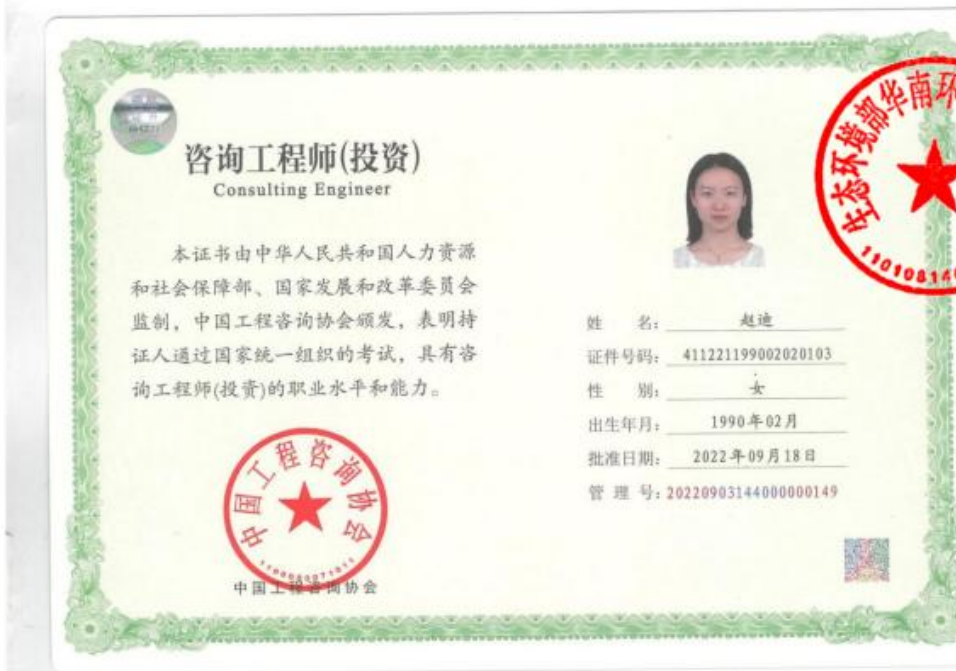 咨询工程师(投资)
Consulting Engineer
本证书由中华人民共和国人力资源
和社会保障部、国家发展和改革委员会
监制，中国工程咨询协会颁发，表明持
证人通过国家统一组织的考试，具有咨
询工程师(投资)的职业水平和能力。
中国工程咨询协会
中国工程咨询协会
生态环境部华南环
11010814
姓 名： 赵迪
证件号码： 411221199002020103
性 别： 女
出生年月： 1990年02月
批准日期： 2022年09月18日
管 理 号：20220903144000000149